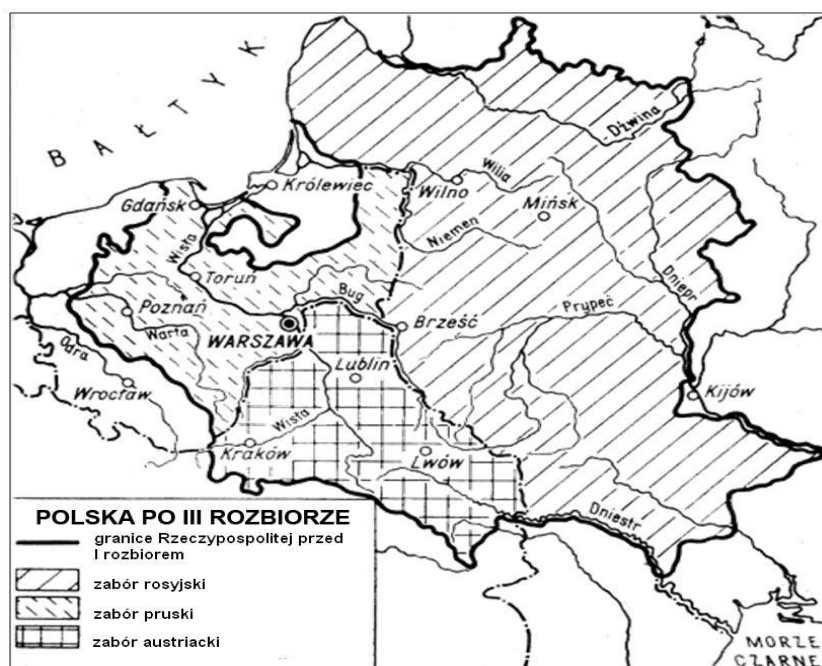 BAŁTYK
Dźwina
Królewiec
Wilno
Wilia
Gdańsk
Mińsk
Niemen
Wisła
Toruń
Dniepr
Bug
Prypeć
Poznań
Warta
WARSZAWA
Brześć
Odra
Lublin
Wrocław
Kijów
Wisła
Kraków
Lwów
Dniestr
POLSKA PO III ROZBIORZE
granice Rzeczypospolitej przed
I rozbiorem
zabór rosyjski
zabór pruski
zabór austriacki
MORZE
CZARNE